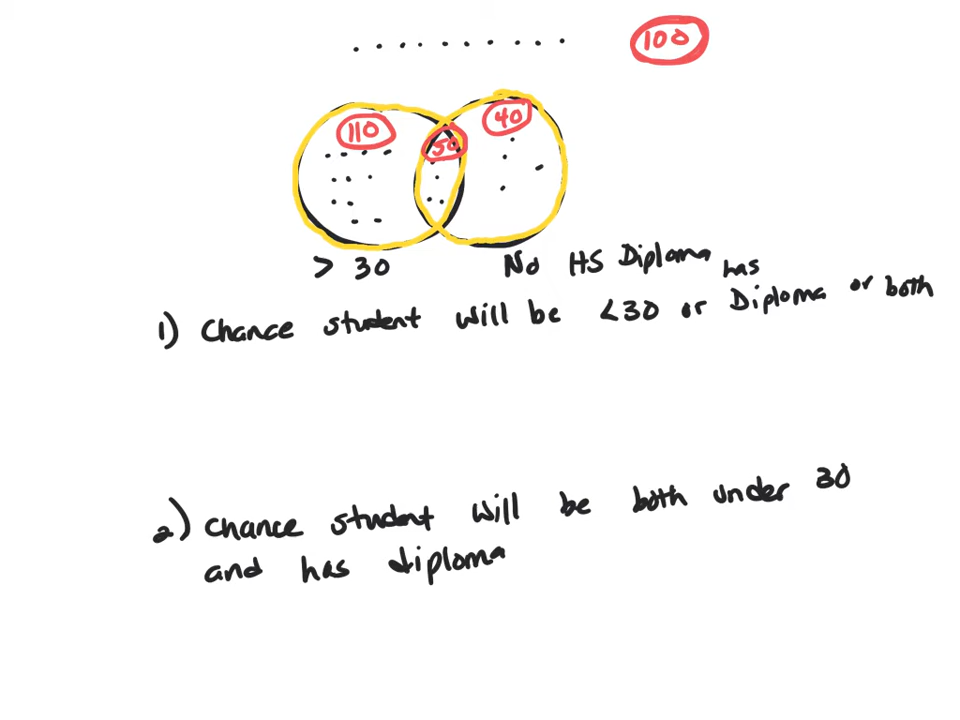 100
110 50 40
> 30 No HS Diploma
has
1) Chance student will be <30 or Diploma or both
2) Chance student will be both under 30
and has diploma